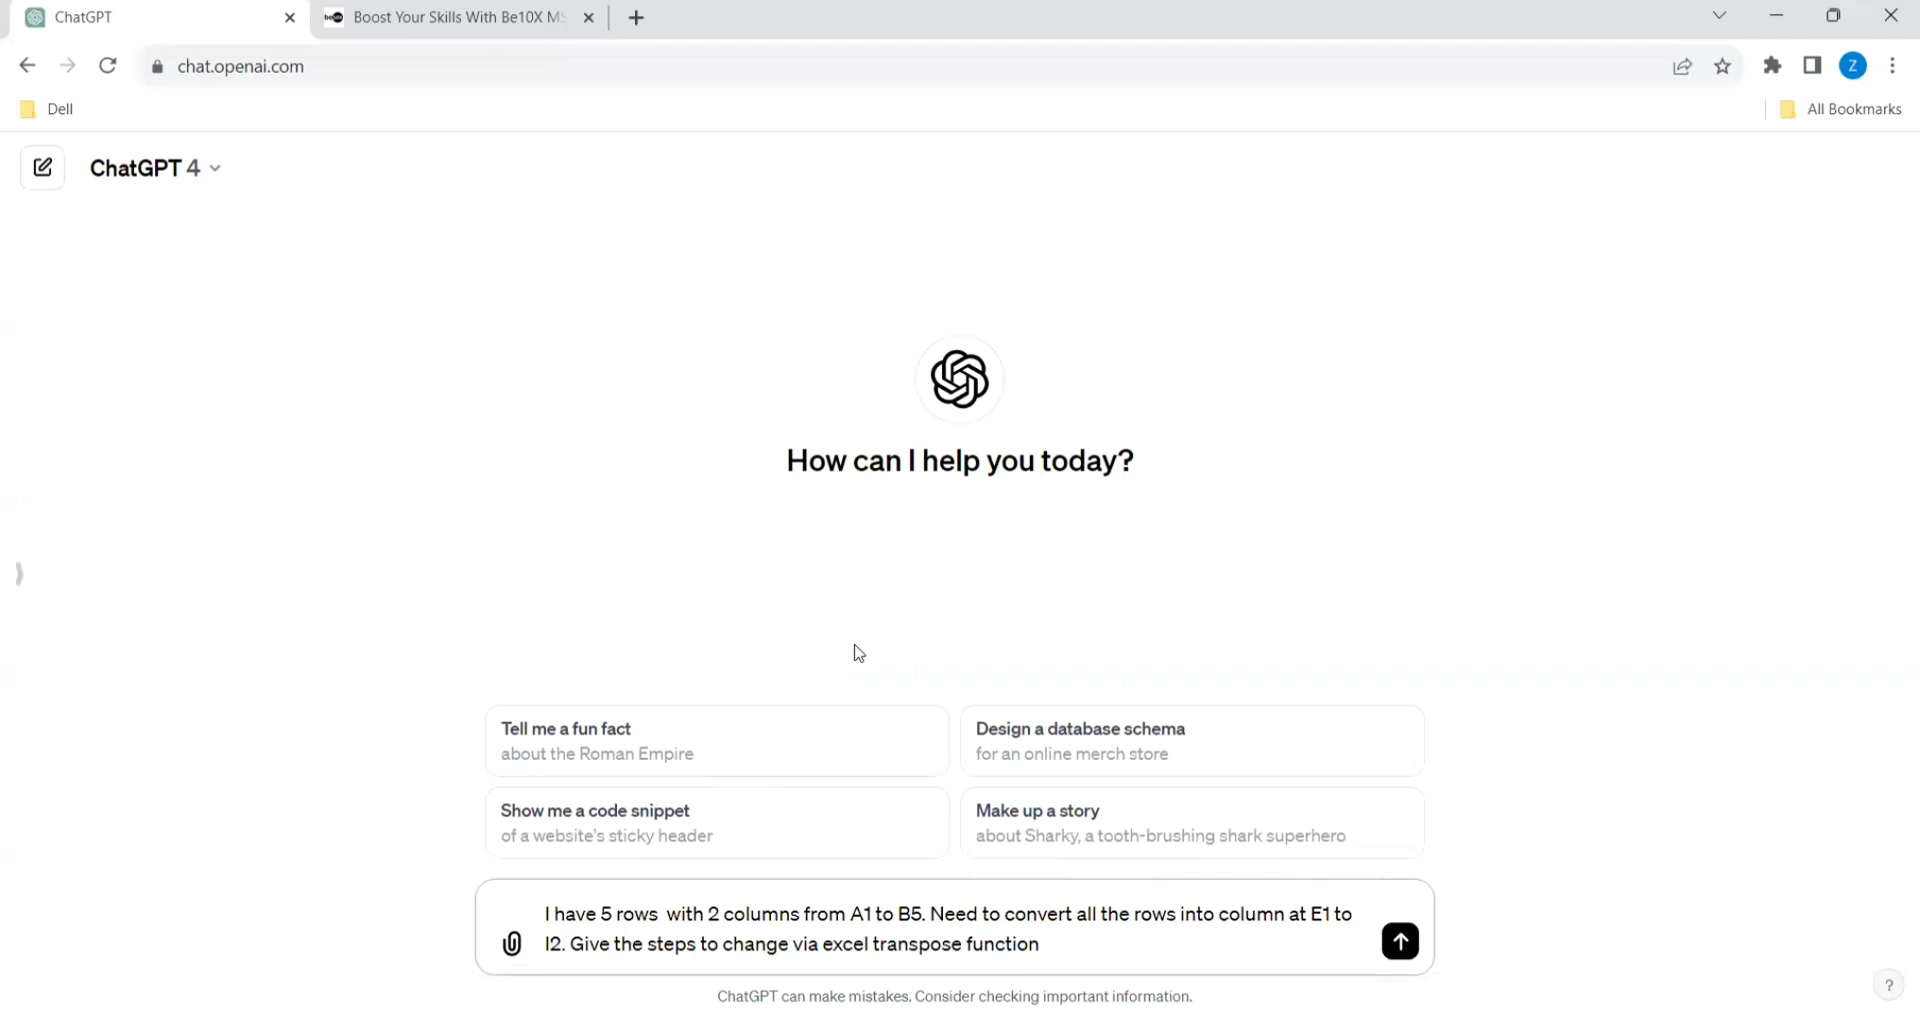 ChatGPT
Boost Your Skills With Be10X MS
chat.openai.com
Dell
All Bookmarks
Z
ChatGPT 4
How can I help you today?
Tell me a fun fact
about the Roman Empire
Design a database schema
for an online merch store
Show me a code snippet
of a website's sticky header
Make up a story
about Sharky, a tooth-brushing shark superhero
I have 5 rows  with 2 columns from A1 to B5. Need to convert all the rows into column at E1 to
I2. Give the steps to change via excel transpose function
ChatGPT can make mistakes. Consider checking important information.
?